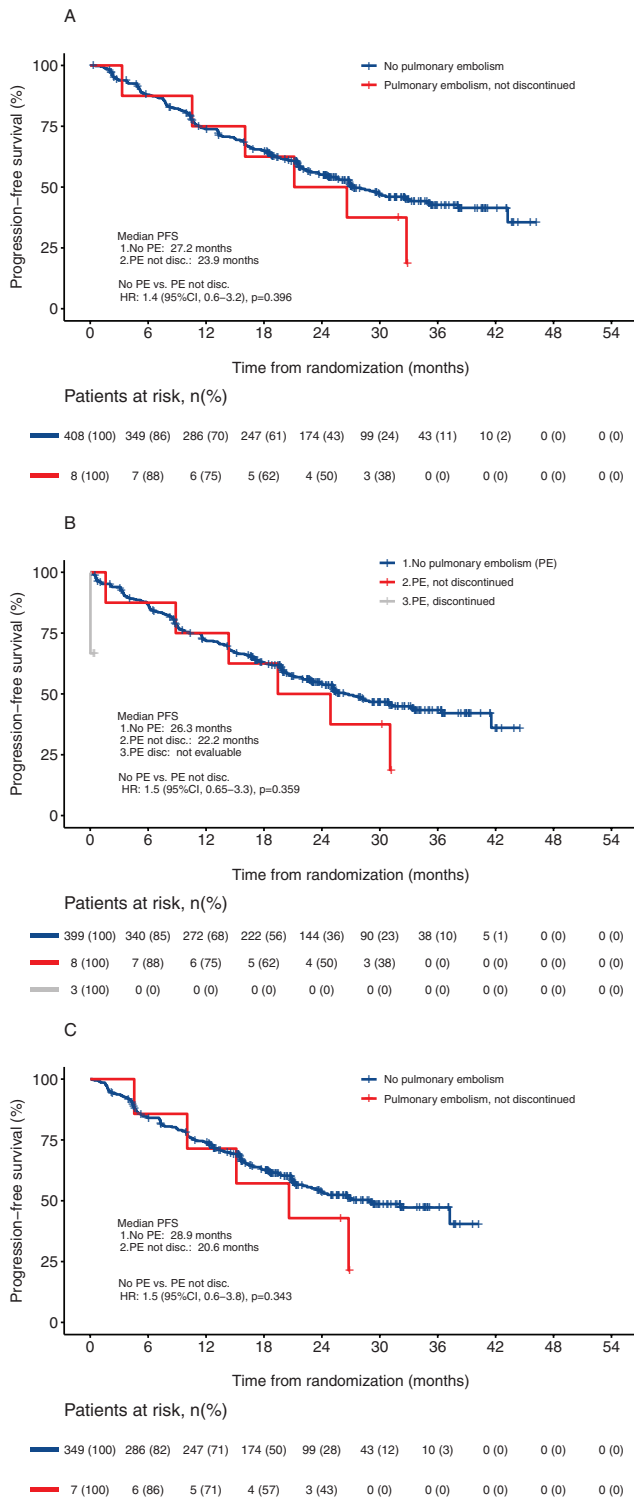 A
Progression−free survival (%)
100
75
50
25
0
No pulmonary embolism
Pulmonary embolism, not discontinued
Median PFS
1.No PE: 27.2 months
2.PE not disc.: 23.9 months
No PE vs. PE not disc.
HR: 1.4 (95%CI, 0.6−3.2), p=0.396
0 6 12 18 24 30 36 42 48 54
Time from randomization (months)
Patients at risk, n(%)
408 (100) 349 (86) 286 (70) 247 (61) 174 (43) 99 (24) 43 (11) 10 (2) 0 (0) 0 (0)
8 (100) 7 (88) 6 (75) 5 (62) 4 (50) 3 (38) 0 (0) 0 (0) 0 (0) 0 (0)
B
Progression−free survival (%)
100
75
50
25
0
1.No pulmonary embolism (PE)
2.PE, not discontinued
3.PE, discontinued
Median PFS
1.No PE: 26.3 months
2.PE not disc.: 22.2 months
3.PE disc: not evaluable
No PE vs. PE not disc.
HR: 1.5 (95%CI, 0.65−3.3), p=0.359
0 6 12 18 24 30 36 42 48 54
Time from randomization (months)
Patients at risk, n(%)
399 (100) 340 (85) 272 (68) 222 (56) 144 (36) 90 (23) 38 (10) 5 (1) 0 (0) 0 (0)
8 (100) 7 (88) 6 (75) 5 (62) 4 (50) 3 (38) 0 (0) 0 (0) 0 (0) 0 (0)
3 (100) 0 (0) 0 (0) 0 (0) 0 (0) 0 (0) 0 (0) 0 (0) 0 (0) 0 (0)
C
Progression−free survival (%)
100
75
50
25
0
No pulmonary embolism
Pulmonary embolism, not discontinued
Median PFS
1.No PE: 28.9 months
2.PE not disc.: 20.6 months
No PE vs. PE not disc.
HR: 1.5 (95%CI, 0.6−3.8), p=0.343
0 6 12 18 24 30 36 42 48 54
Time from randomization (months)
Patients at risk, n(%)
349 (100) 286 (82) 247 (71) 174 (50) 99 (28) 43 (12) 10 (3) 0 (0) 0 (0) 0 (0)
7 (100) 6 (86) 5 (71) 4 (57) 3 (43) 0 (0) 0 (0) 0 (0) 0 (0) 0 (0)